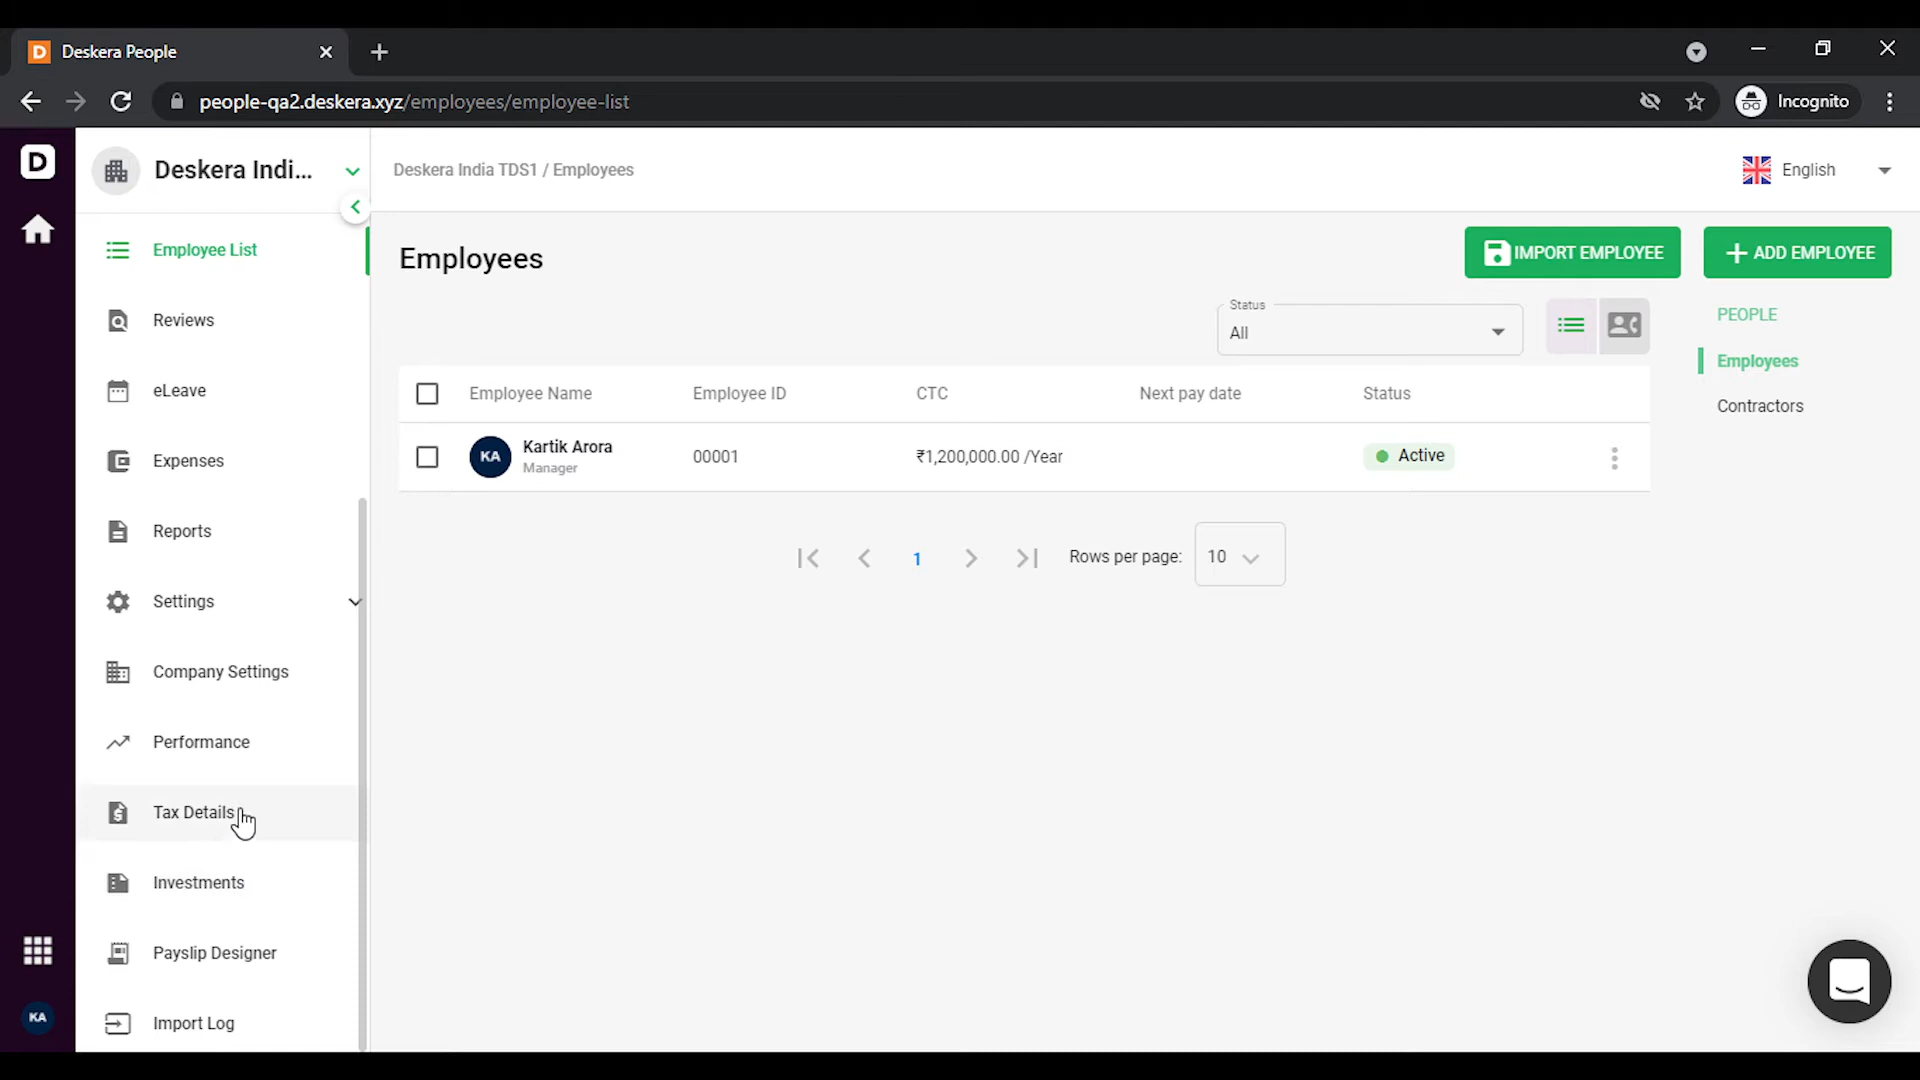 Deskera People
people-qa2.deskera.xyz/employees/employee-list
Incognito
D
Deskera Indi...
Deskera India TDS1 / Employees
English
Employee List
Reviews
eLeave
Expenses
Reports
Settings
Company Settings
Performance
Tax Details
Investments
Payslip Designer
Import Log
KA
Employees
IMPORT EMPLOYEE
ADD EMPLOYEE
Status
All
Employee Name Employee ID CTC Next pay date Status
KA Kartik Arora 00001 ₹1,200,000.00 /Year Active
Manager
1 Rows per page: 10
PEOPLE
Employees
Contractors